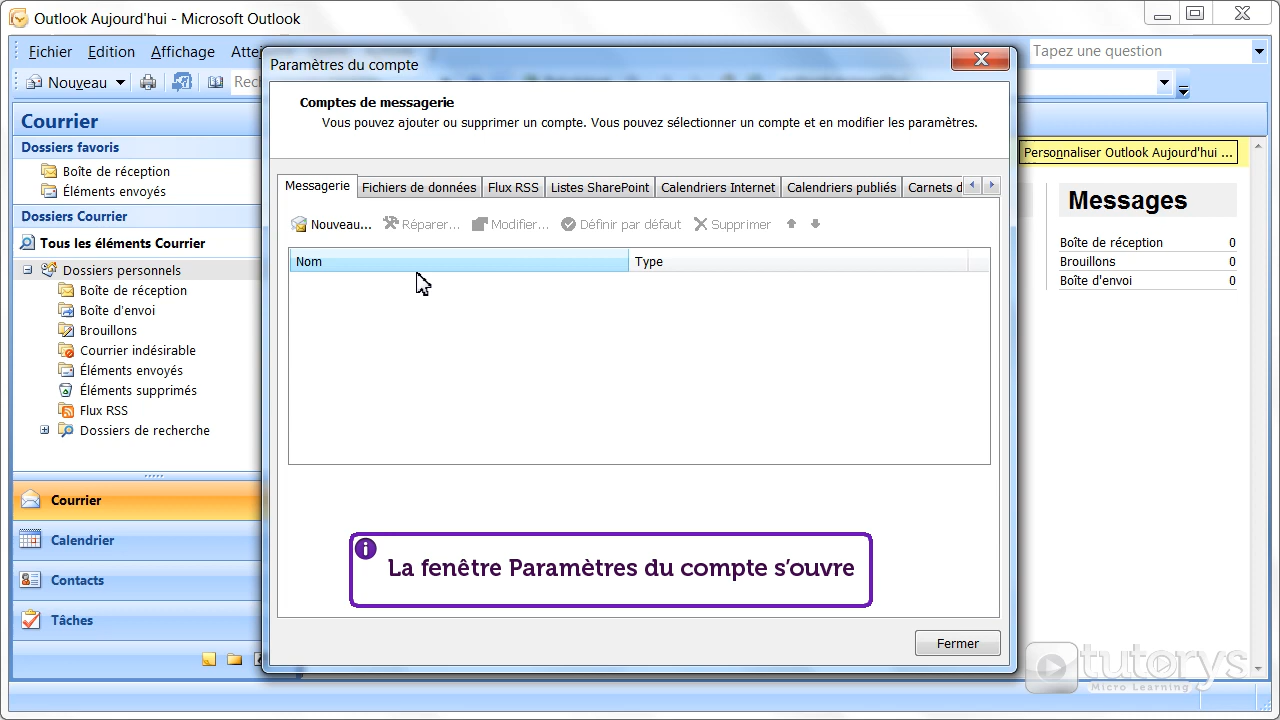 Outlook Aujourd'hui - Microsoft Outlook
Fichier Edition Affichage
Tapez une question
Nouveau
Paramètres du compte
Comptes de messagerie
Vous pouvez ajouter ou supprimer un compte. Vous pouvez sélectionner un compte et en modifier les paramètres.
Messagerie Fichiers de données Flux RSS Listes SharePoint Calendriers Internet Calendriers publiés Carnets
Nouveau... Réparer... Modifier... Définir par défaut Supprimer
Nom Type
La fenêtre Paramètres du compte s'ouvre
Fermer
Courrier
Dossiers favoris
Boîte de réception
Éléments envoyés
Dossiers Courrier
Tous les éléments Courrier
Dossiers personnels
Boîte de réception
Boîte d'envoi
Brouillons
Courrier indésirable
Éléments envoyés
Éléments supprimés
Flux RSS
Dossiers de recherche
Courrier
Calendrier
Contacts
Tâches
Personnaliser Outlook Aujourd'hui ...
Messages
Boîte de réception 0
Brouillons 0
Boîte d'envoi 0
tutorys
Micro Learning